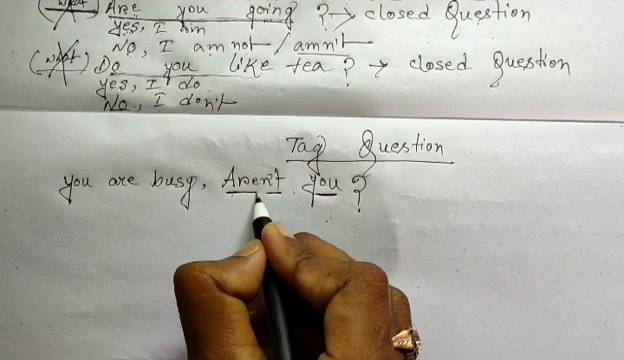 (What) Are you going ? → closed Question
yes, I am
No, I am not / amn't
(What) Do you like tea ? → closed Question
yes, I do
No, I don't
Tag Question
you are busy, Aren't you ?